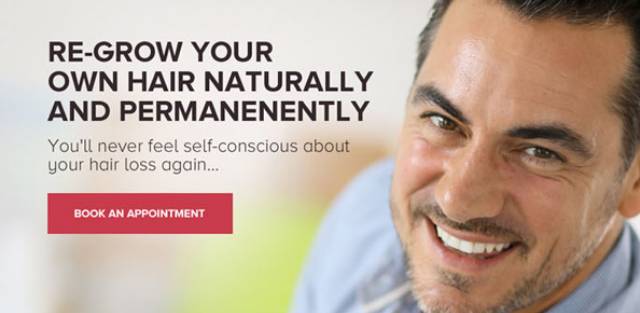 RE-GROW YOUR
OWN HAIR NATURALLY
AND PERMANENENTLY
You'll never feel self-conscious about
your hair loss again...
BOOK AN APPOINTMENT